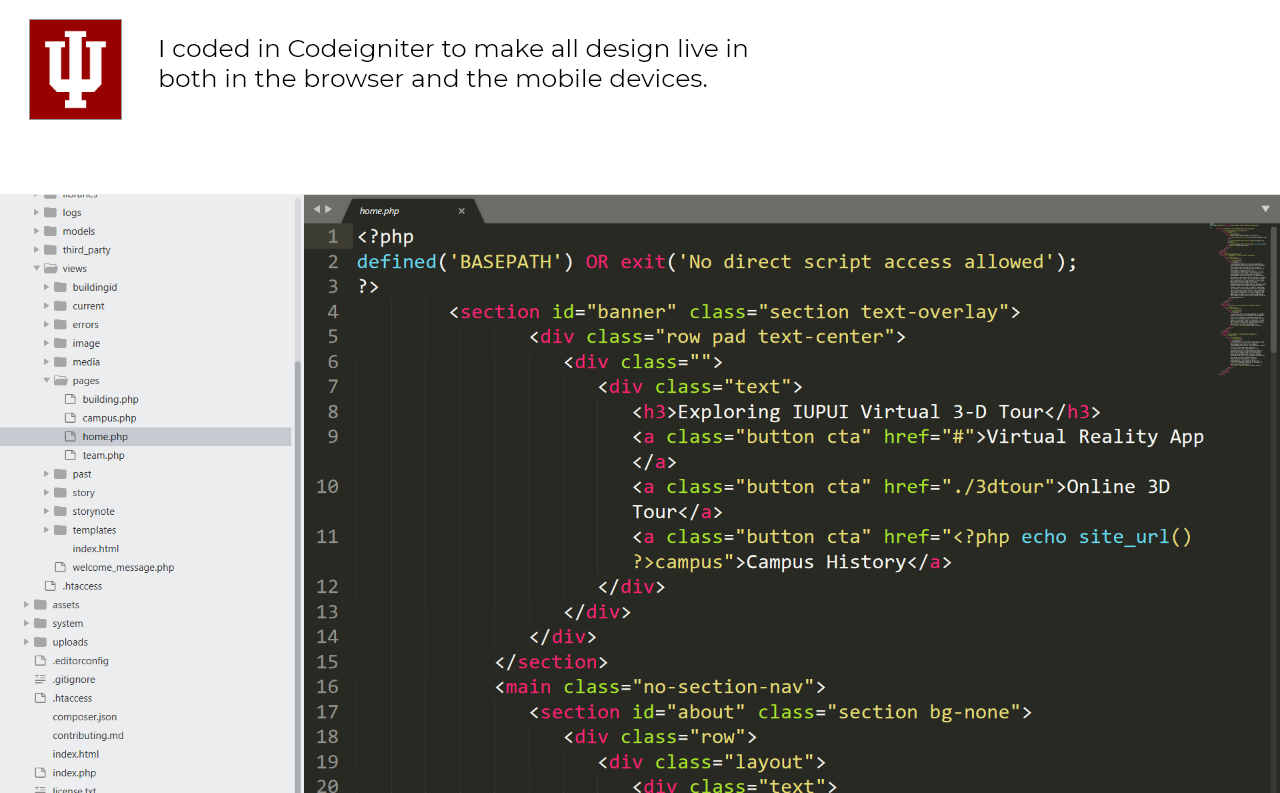 I coded in Codeigniter to make all design live in
both in the browser and the mobile devices.
libraries
logs
models
third_party
views
buildingid
current
errors
image
media
pages
building.php
campus.php
home.php
team.php
past
story
storynote
templates
index.html
welcome_message.php
.htaccess
assets
system
uploads
.editorconfig
.gitignore
.htaccess
composer.json
contributing.md
index.html
index.php
license.txt
home.php ×
1 <?php
2 defined('BASEPATH') OR exit('No direct script access allowed');
3 ?>
4 <section id="banner" class="section text-overlay">
5 <div class="row pad text-center">
6 <div class="">
7 <div class="text">
8 <h3>Exploring IUPUI Virtual 3-D Tour</h3>
9 <a class="button cta" href="#">Virtual Reality App
</a>
10 <a class="button cta" href="./3dtour">Online 3D
Tour</a>
11 <a class="button cta" href="<?php echo site_url()
?>campus">Campus History</a>
12 </div>
13 </div>
14 </div>
15 </section>
16 <main class="no-section-nav">
17 <section id="about" class="section bg-none">
18 <div class="row">
19 <div class="layout">
20 <div class="text">